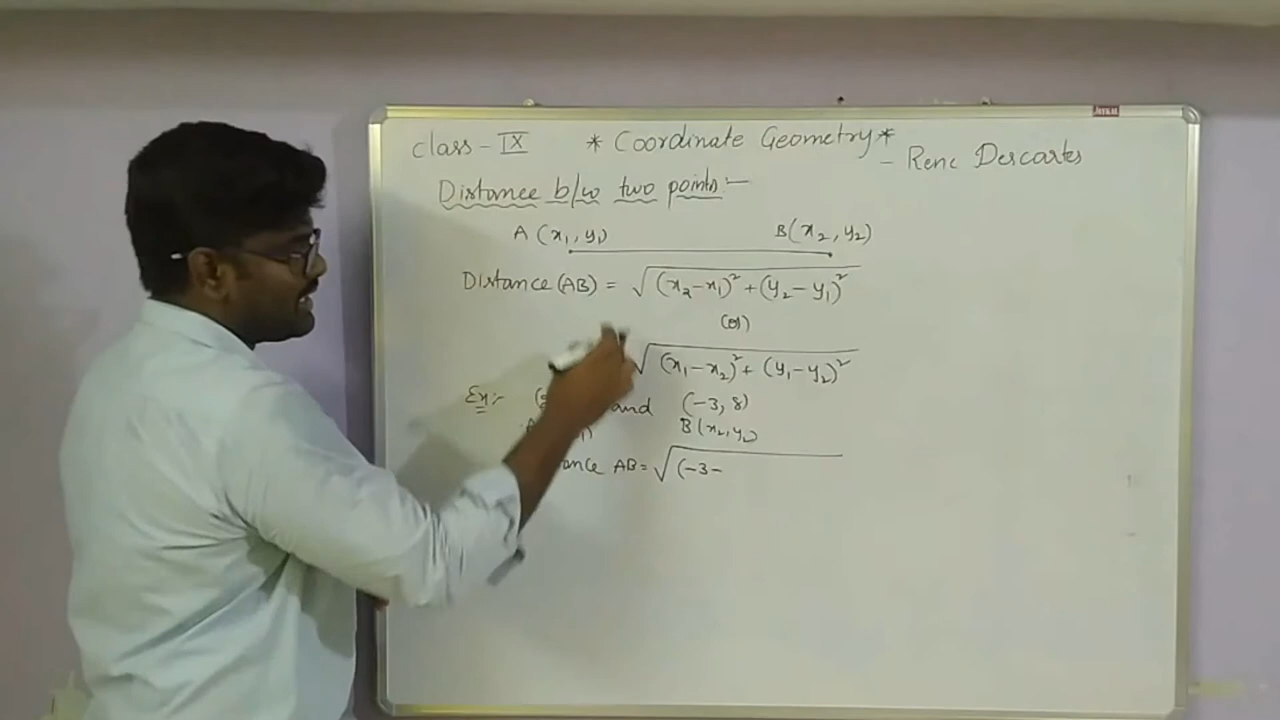 class - IX * Coordinate Geometry *
- Rene Descartes
Distance b/w two points :-
A (x₁, y₁) B(x₂, y₂)
Distance (AB) = √(x₂-x₁)² + (y₂-y₁)²
(or)
√(x₁-x₂)² + (y₁-y₂)²
Ex:- and (-3, 8)
B(x₂, y₂)
AB = √(-3-